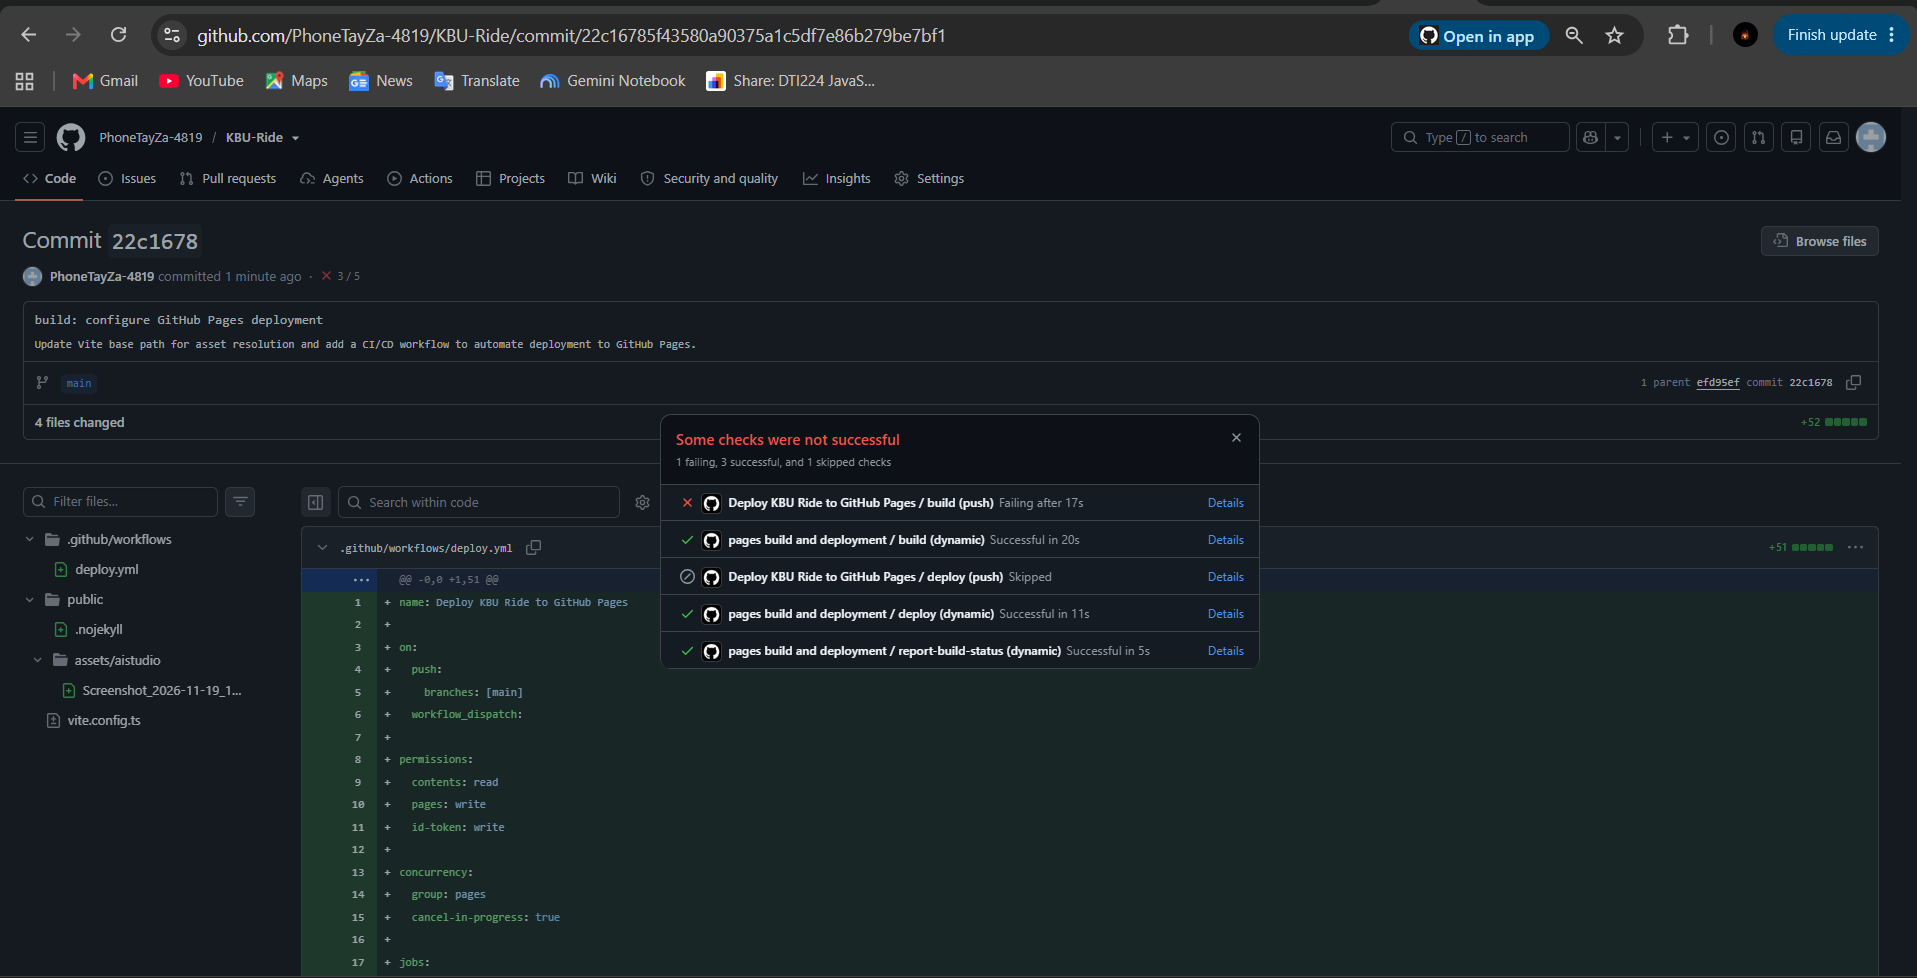 github.com/PhoneTayZa-4819/KBU-Ride/commit/22c16785f43580a90375a1c5df7e86b279be7bf1
Open in app
Finish update
Gmail
YouTube
Maps
News
Translate
Gemini Notebook
Share: DTI224 JavaS...
PhoneTayZa-4819 / KBU-Ride
Type / to search
Code
Issues
Pull requests
Agents
Actions
Projects
Wiki
Security and quality
Insights
Settings
Commit 22c1678
Browse files
PhoneTayZa-4819 committed 1 minute ago · 3 / 5
build: configure GitHub Pages deployment
Update Vite base path for asset resolution and add a CI/CD workflow to automate deployment to GitHub Pages.
main
1 parent efd95ef commit 22c1678
4 files changed
+52
Some checks were not successful
1 failing, 3 successful, and 1 skipped checks
Deploy KBU Ride to GitHub Pages / build (push) Failing after 17s Details
pages build and deployment / build (dynamic) Successful in 20s Details
Deploy KBU Ride to GitHub Pages / deploy (push) Skipped Details
pages build and deployment / deploy (dynamic) Successful in 11s Details
pages build and deployment / report-build-status (dynamic) Successful in 5s Details
Filter files...
.github/workflows
deploy.yml
public
.nojekyll
assets/aistudio
Screenshot_2026-11-19_1...
vite.config.ts
Search within code
.github/workflows/deploy.yml
+51
@@ -0,0 +1,51 @@
1 + name: Deploy KBU Ride to GitHub Pages
2 +
3 + on:
4 + push:
5 + branches: [main]
6 + workflow_dispatch:
7 +
8 + permissions:
9 + contents: read
10 + pages: write
11 + id-token: write
12 +
13 + concurrency:
14 + group: pages
15 + cancel-in-progress: true
16 +
17 + jobs: